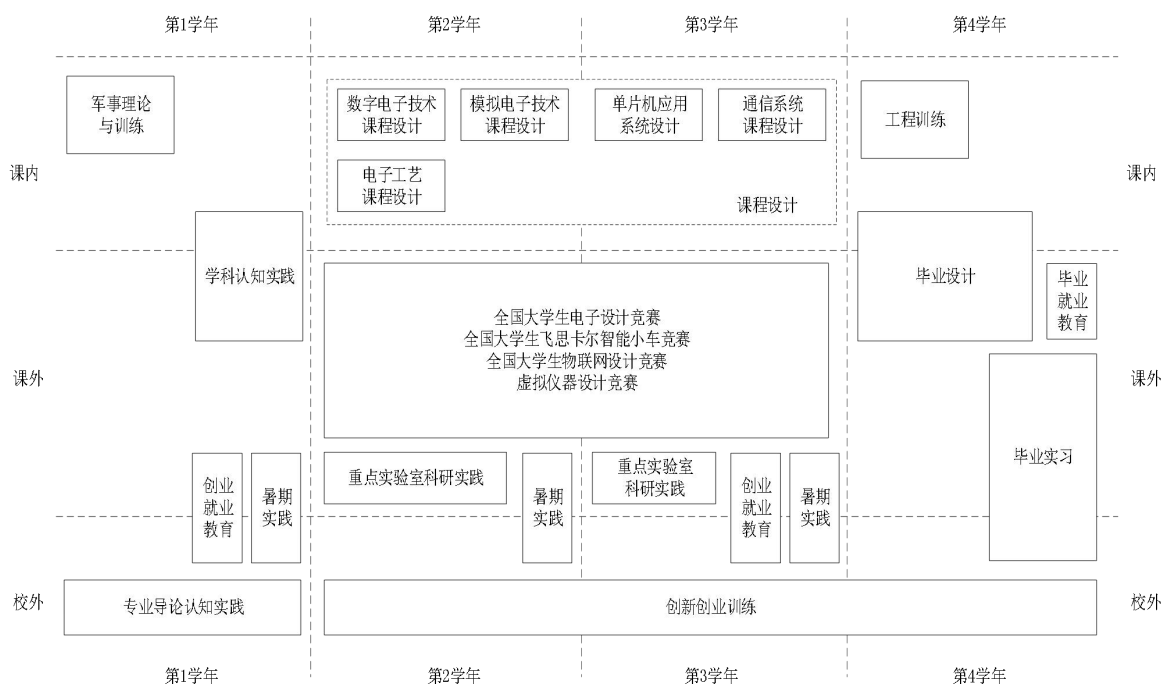 第1学年
第2学年
第3学年
第4学年
军事理论
与训练
数字电子技术
课程设计
模拟电子技术
课程设计
单片机应用
系统设计
通信系统
课程设计
工程训练
课内
课内
电子工艺
课程设计
课程设计
学科认知实践
毕业设计
毕业
就业
教育
全国大学生电子设计竞赛
全国大学生飞思卡尔智能小车竞赛
全国大学生物联网设计竞赛
虚拟仪器设计竞赛
课外
课外
毕业实习
重点实验室科研实践
重点实验室
科研实践
创业
就业
教育
暑期
实践
暑期
实践
创业
就业
教育
暑期
实践
校外
专业导论认知实践
创新创业训练
校外
第1学年
第2学年
第3学年
第4学年